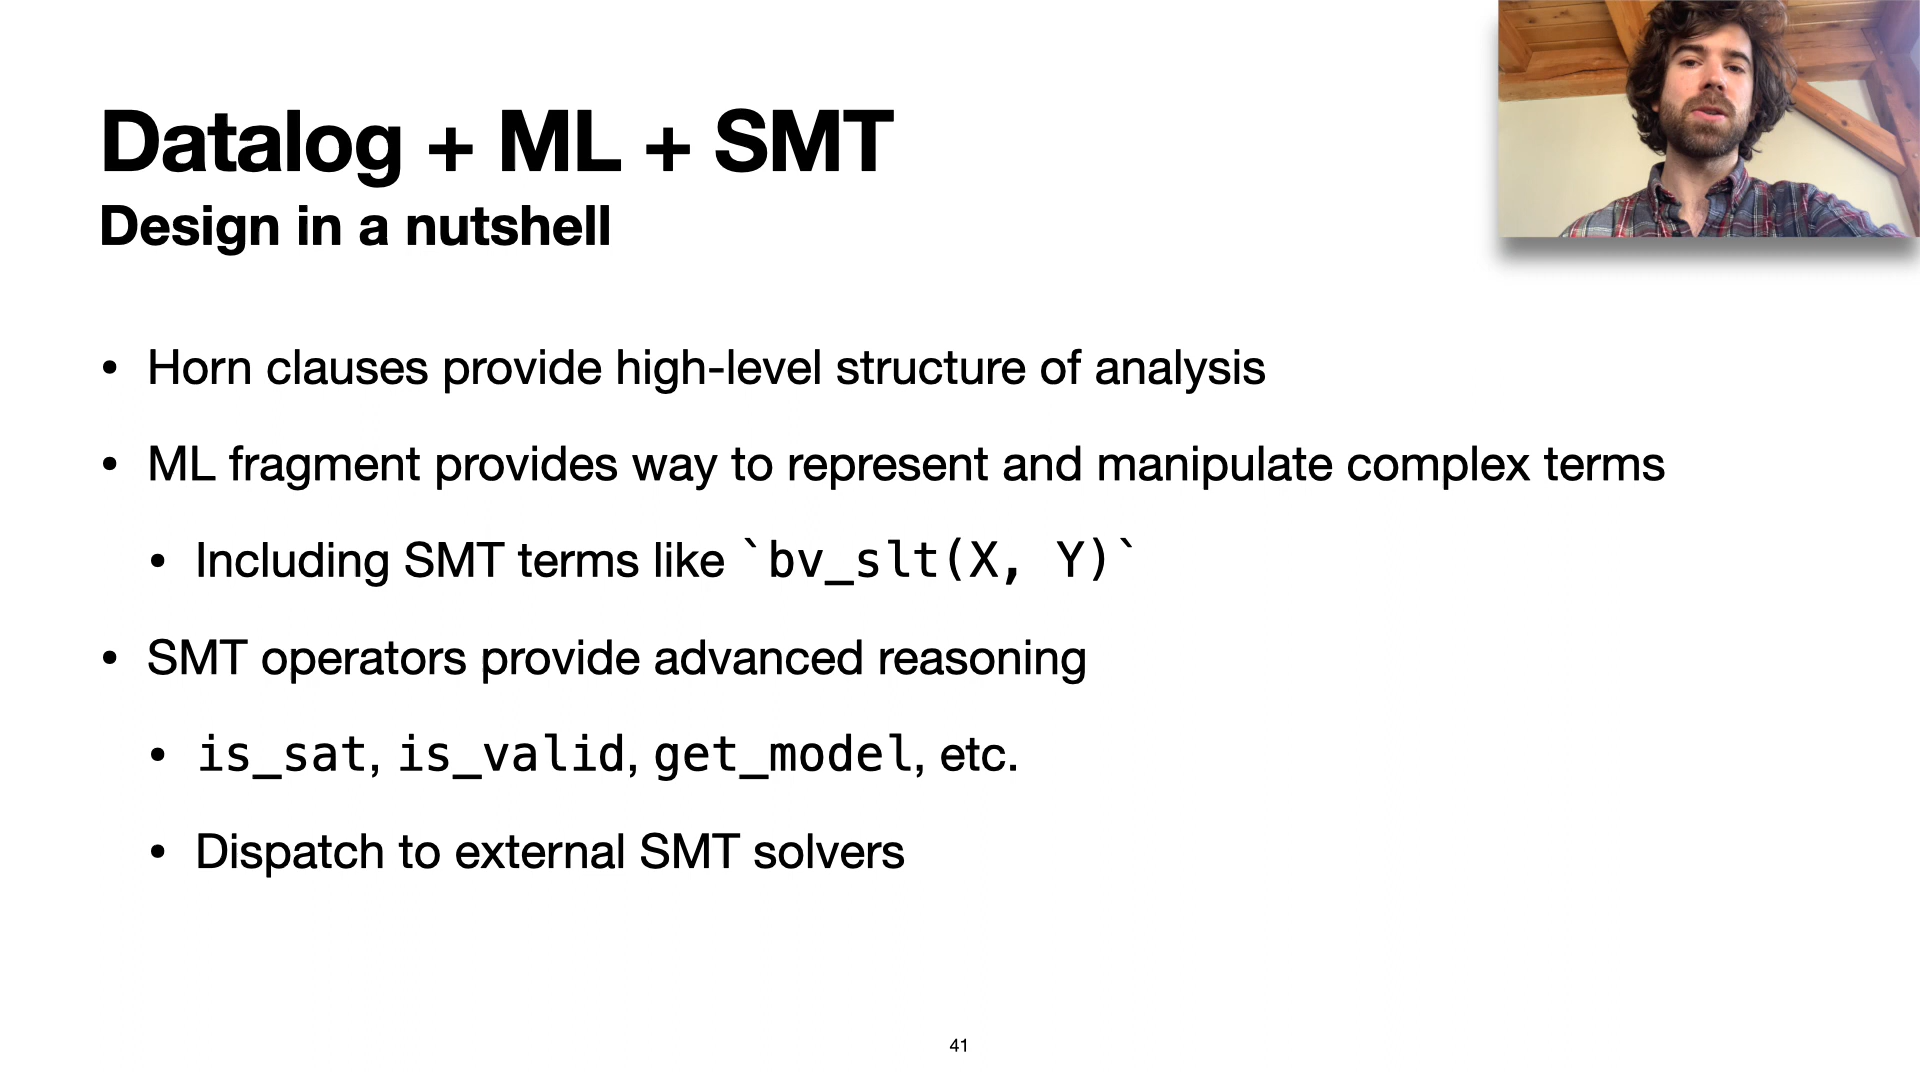 Datalog + ML + SMT
Design in a nutshell
• Horn clauses provide high-level structure of analysis
• ML fragment provides way to represent and manipulate complex terms
• Including SMT terms like `bv_slt(X, Y)`
• SMT operators provide advanced reasoning
• is_sat, is_valid, get_model, etc.
• Dispatch to external SMT solvers
41